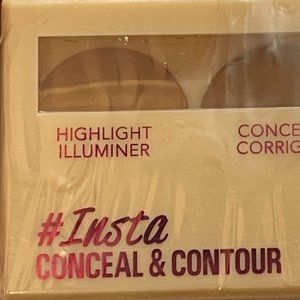 HIGHLIGHT
ILLUMINER
#Insta
CONCEAL & CONTOUR